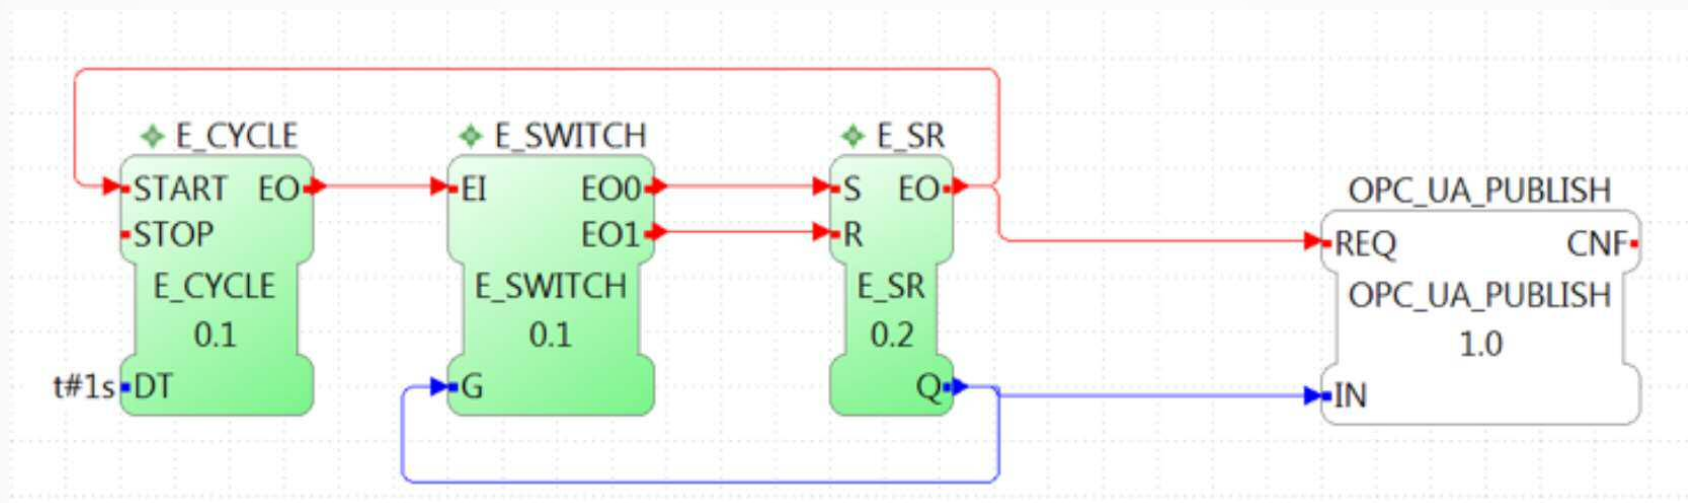 E_CYCLE
START EO
STOP
E_CYCLE
0.1
t#1s DT
E_SWITCH
EI EO0
EO1
E_SWITCH
0.1
G
E_SR
S EO
R
E_SR
0.2
Q
OPC_UA_PUBLISH
REQ CNF
OPC_UA_PUBLISH
1.0
IN